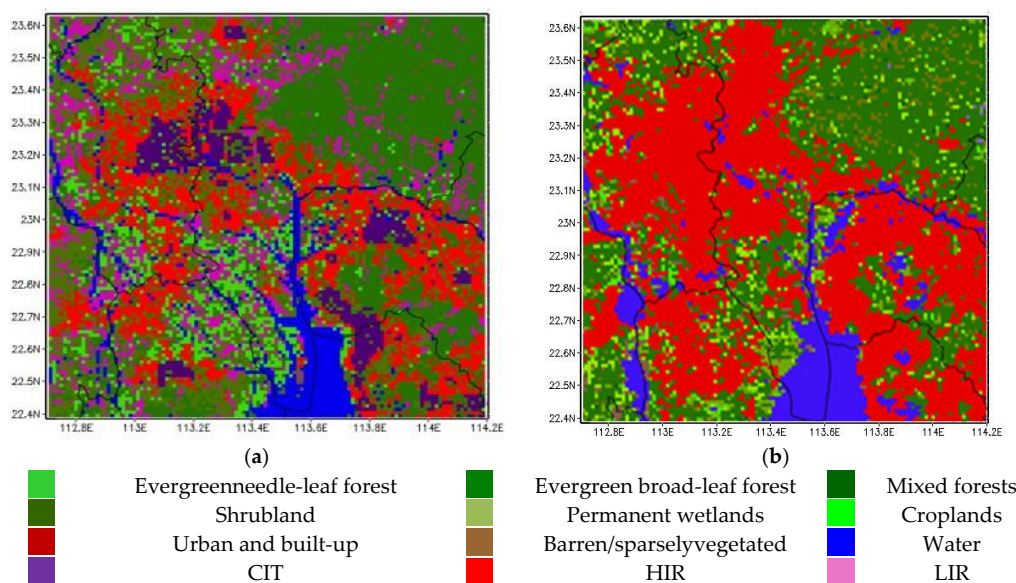 23.6N
23.5N
23.4N
23.3N
23.2N
23.1N
23N
22.9N
22.8N
22.7N
22.6N
22.5N
22.4N
112.8E 113E 113.2E 113.4E 113.6E 113.8E 114E 114.2E
(a)
23.6N
23.5N
23.4N
23.3N
23.2N
23.1N
23N
22.9N
22.8N
22.7N
22.6N
22.5N
22.4N
112.8E 113E 113.2E 113.4E 113.6E 113.8E 114E 114.2E
(b)
Evergreenneedle-leaf forest Evergreen broad-leaf forest Mixed forests
Shrubland Permanent wetlands Croplands
Urban and built-up Barren/sparselyvegetated Water
CIT HIR LIR